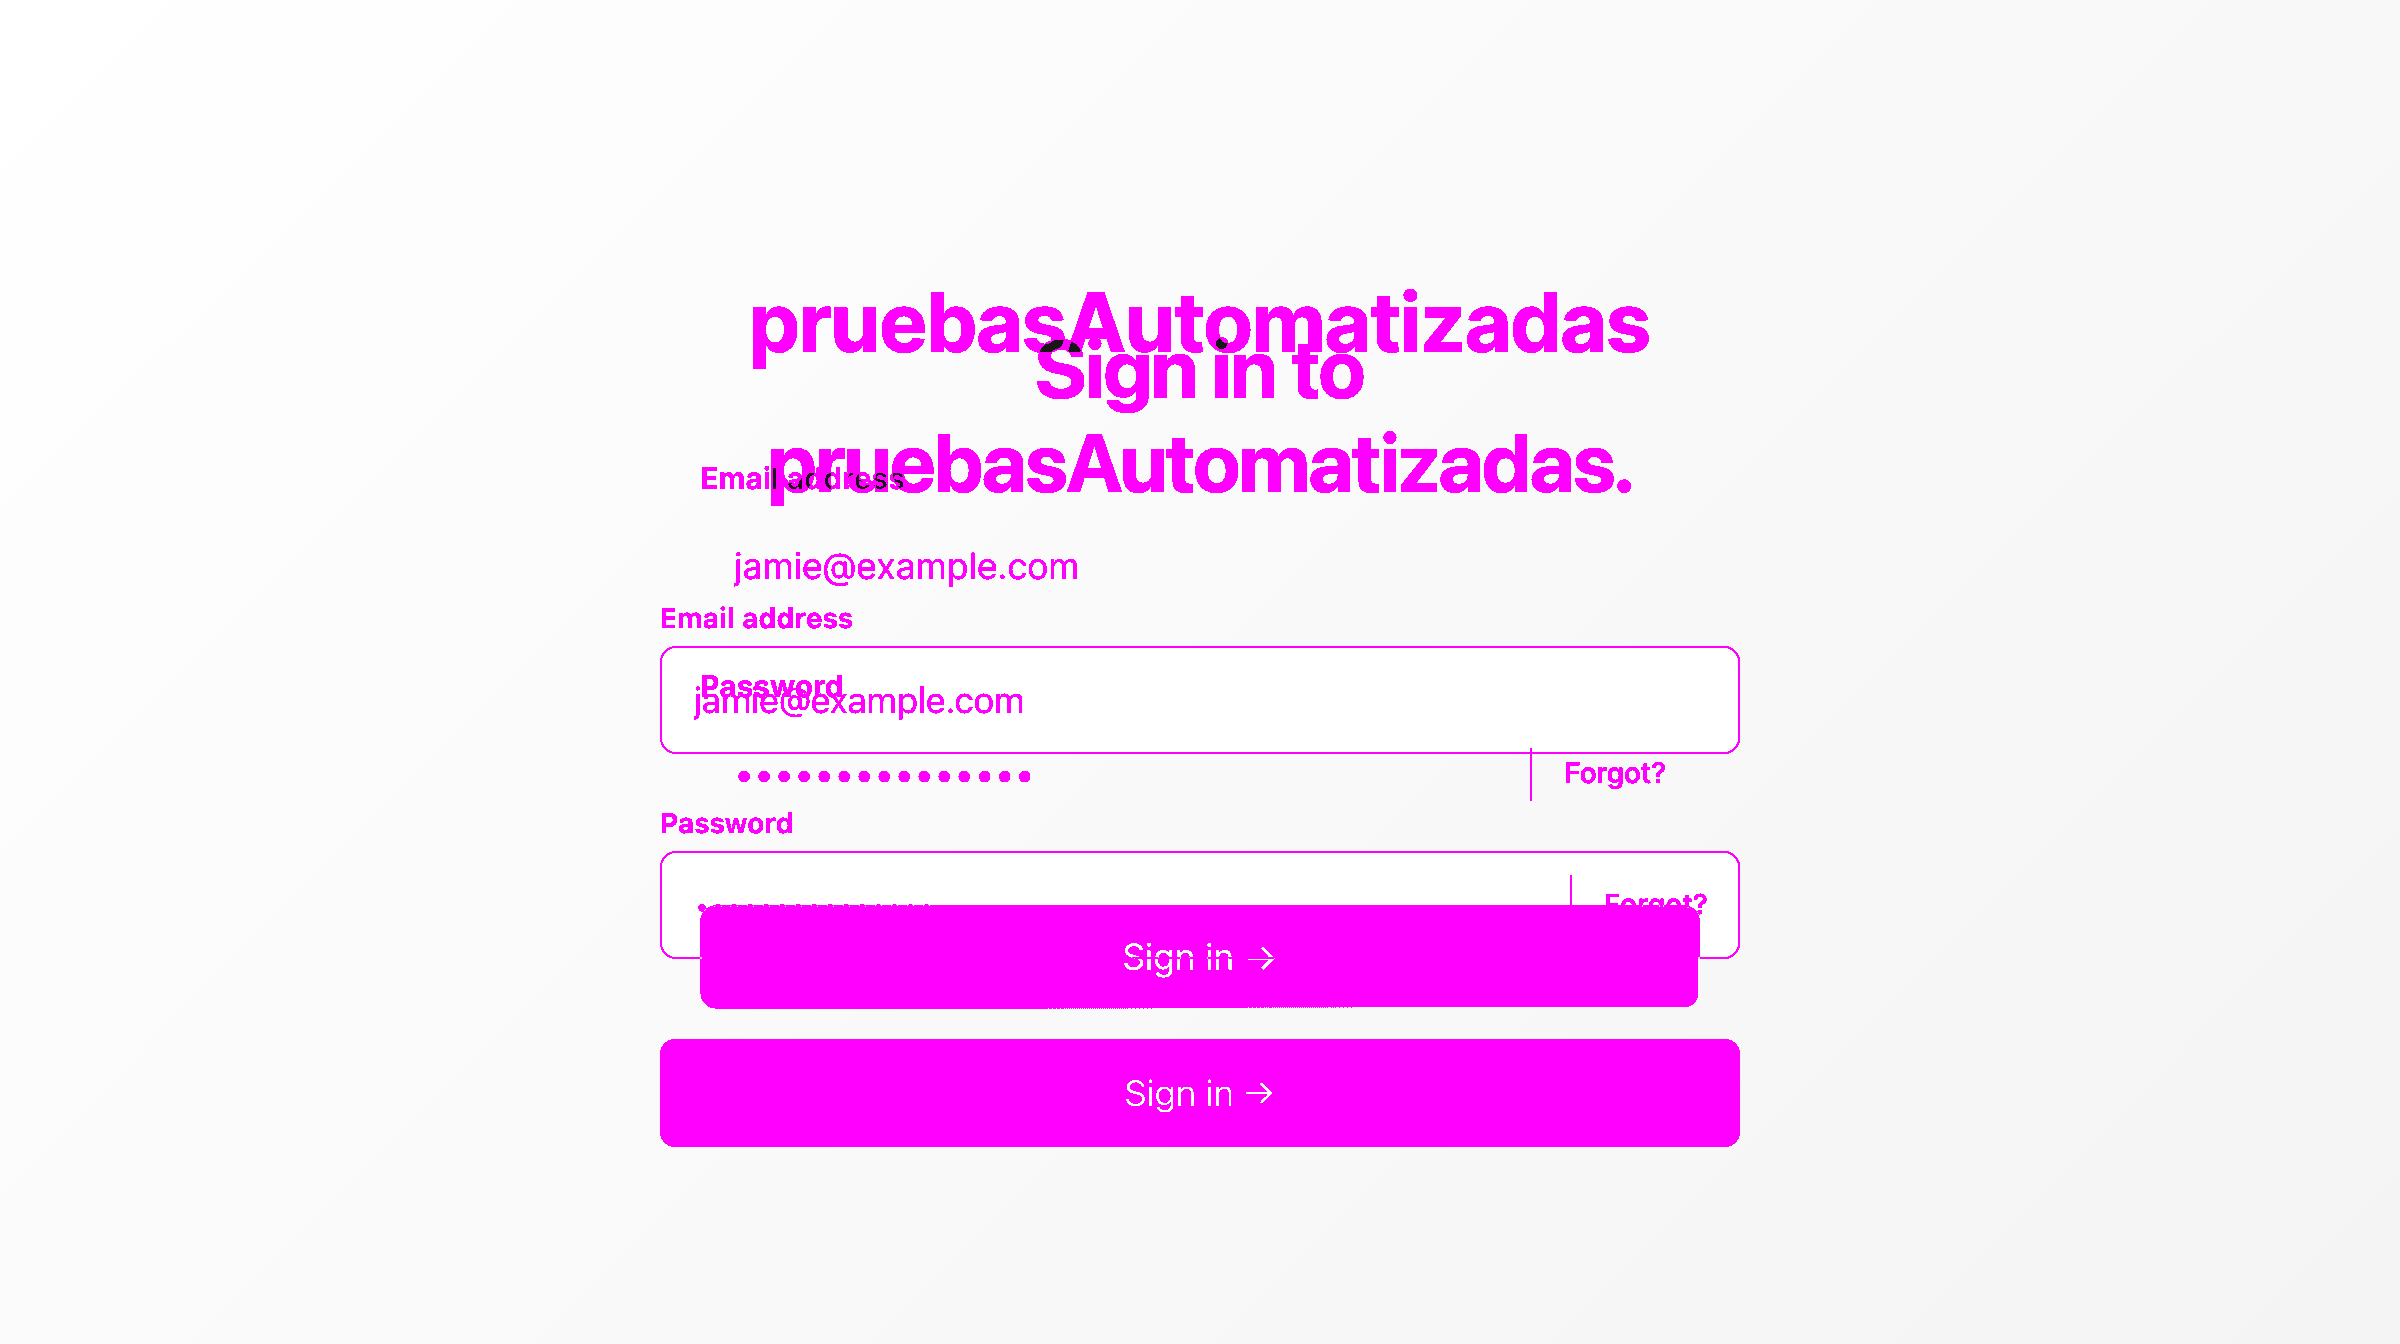 pruebasAutomatizadas
Sign in to
pruebasAutomatizadas.
Email address
jamie@example.com
Email address
Password
jamie@example.com
Forgot?
Password
Forgot?
Sign in →
Sign in →